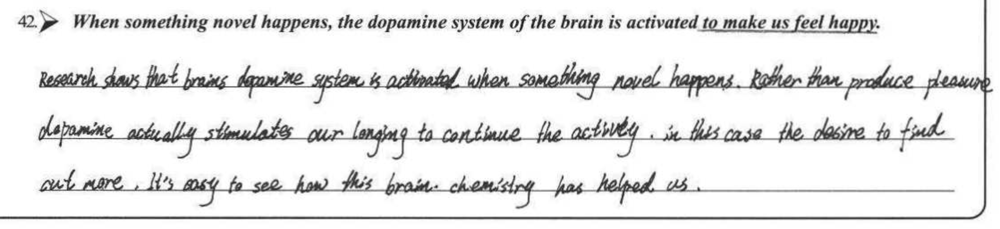 42. ➢ When something novel happens, the dopamine system of the brain is activated to make us feel happy.
Research shows that brains dopamine system is activated when something novel happens. Rather than produce pleasure
dopamine actually stimulates our longing to continue the activity. in this case the desire to find
out more. It's easy to see how this brain. chemistry has helped us.